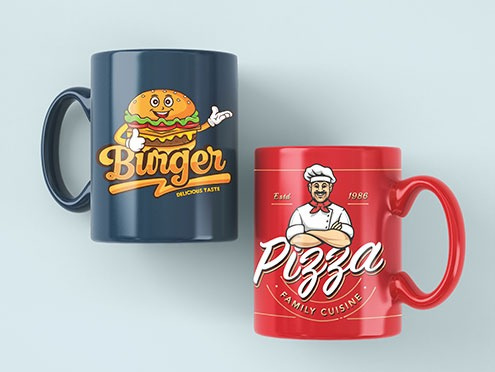 Burger
DELICIOUS TASTE
Estd 1986
Pizza
FAMILY CUISINE